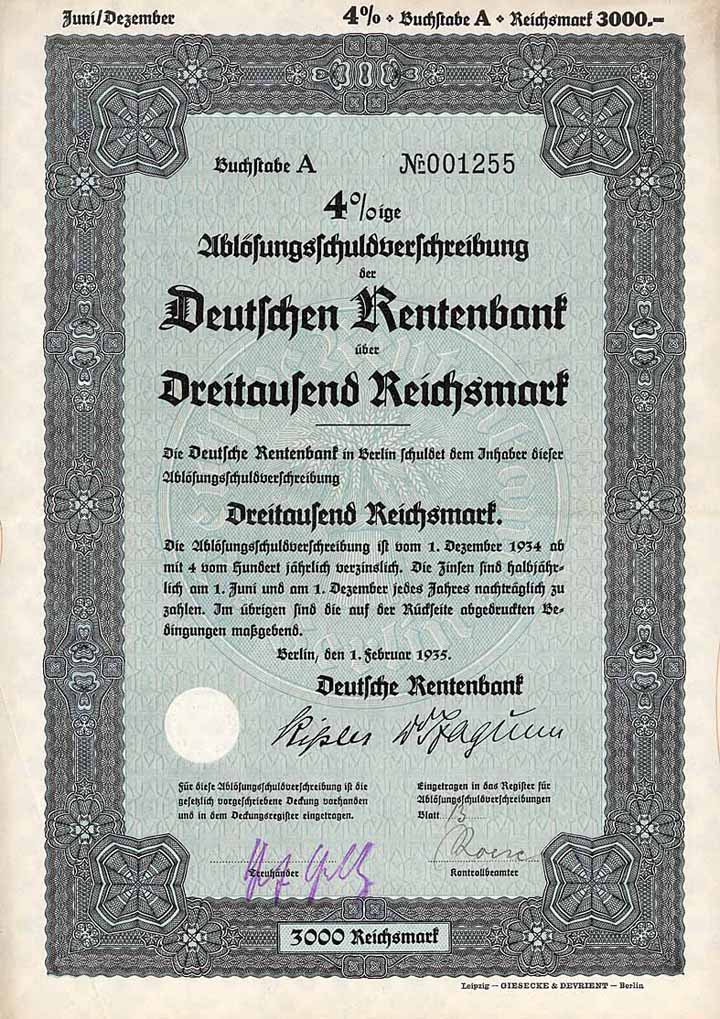 Juni/Dezember 4% ❖ Buchstabe A ❖ Reichsmark 3000.–
Buchstabe A № 001255
4%ige
Ablösungsschuldverschreibung
der
Deutschen Rentenbank
über
Dreitausend Reichsmark
Die Deutsche Rentenbank in Berlin schuldet dem Inhaber dieser
Ablösungsschuldverschreibung
Dreitausend Reichsmark.
Die Ablösungsschuldverschreibung ist vom 1. Dezember 1934 ab
mit 4 vom Hundert jährlich verzinslich. Die Zinsen sind halbjähr-
lich am 1. Juni und am 1. Dezember jedes Jahres nachträglich zu
zahlen. Im übrigen sind die auf der Rückseite abgedruckten Be-
dingungen maßgebend.
Berlin, den 1. Februar 1935.
Deutsche Rentenbank
Für diese Ablösungsschuldverschreibung ist die
gesetzlich vorgeschriebene Deckung vorhanden
und in dem Deckungsregister eingetragen.
Treuhänder
Eingetragen in das Register für
Ablösungsschuldverschreibungen
Blatt 13
Kontrollbeamter
3000 Reichsmark
Leipzig — GIESECKE & DEVRIENT — Berlin